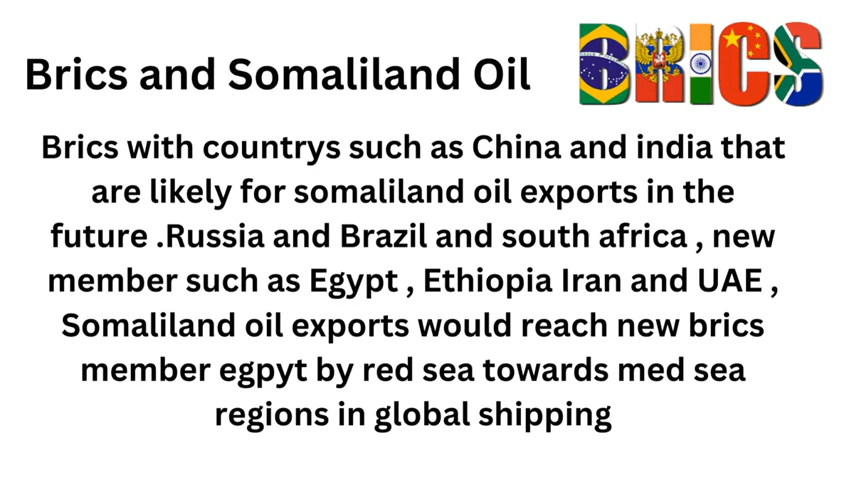 Brics and Somaliland Oil
BRICS
Brics with countrys such as China and india that
are likely for somaliland oil exports in the
future .Russia and Brazil and south africa , new
member such as Egypt , Ethiopia Iran and UAE ,
Somaliland oil exports would reach new brics
member egpyt by red sea towards med sea
regions in global shipping